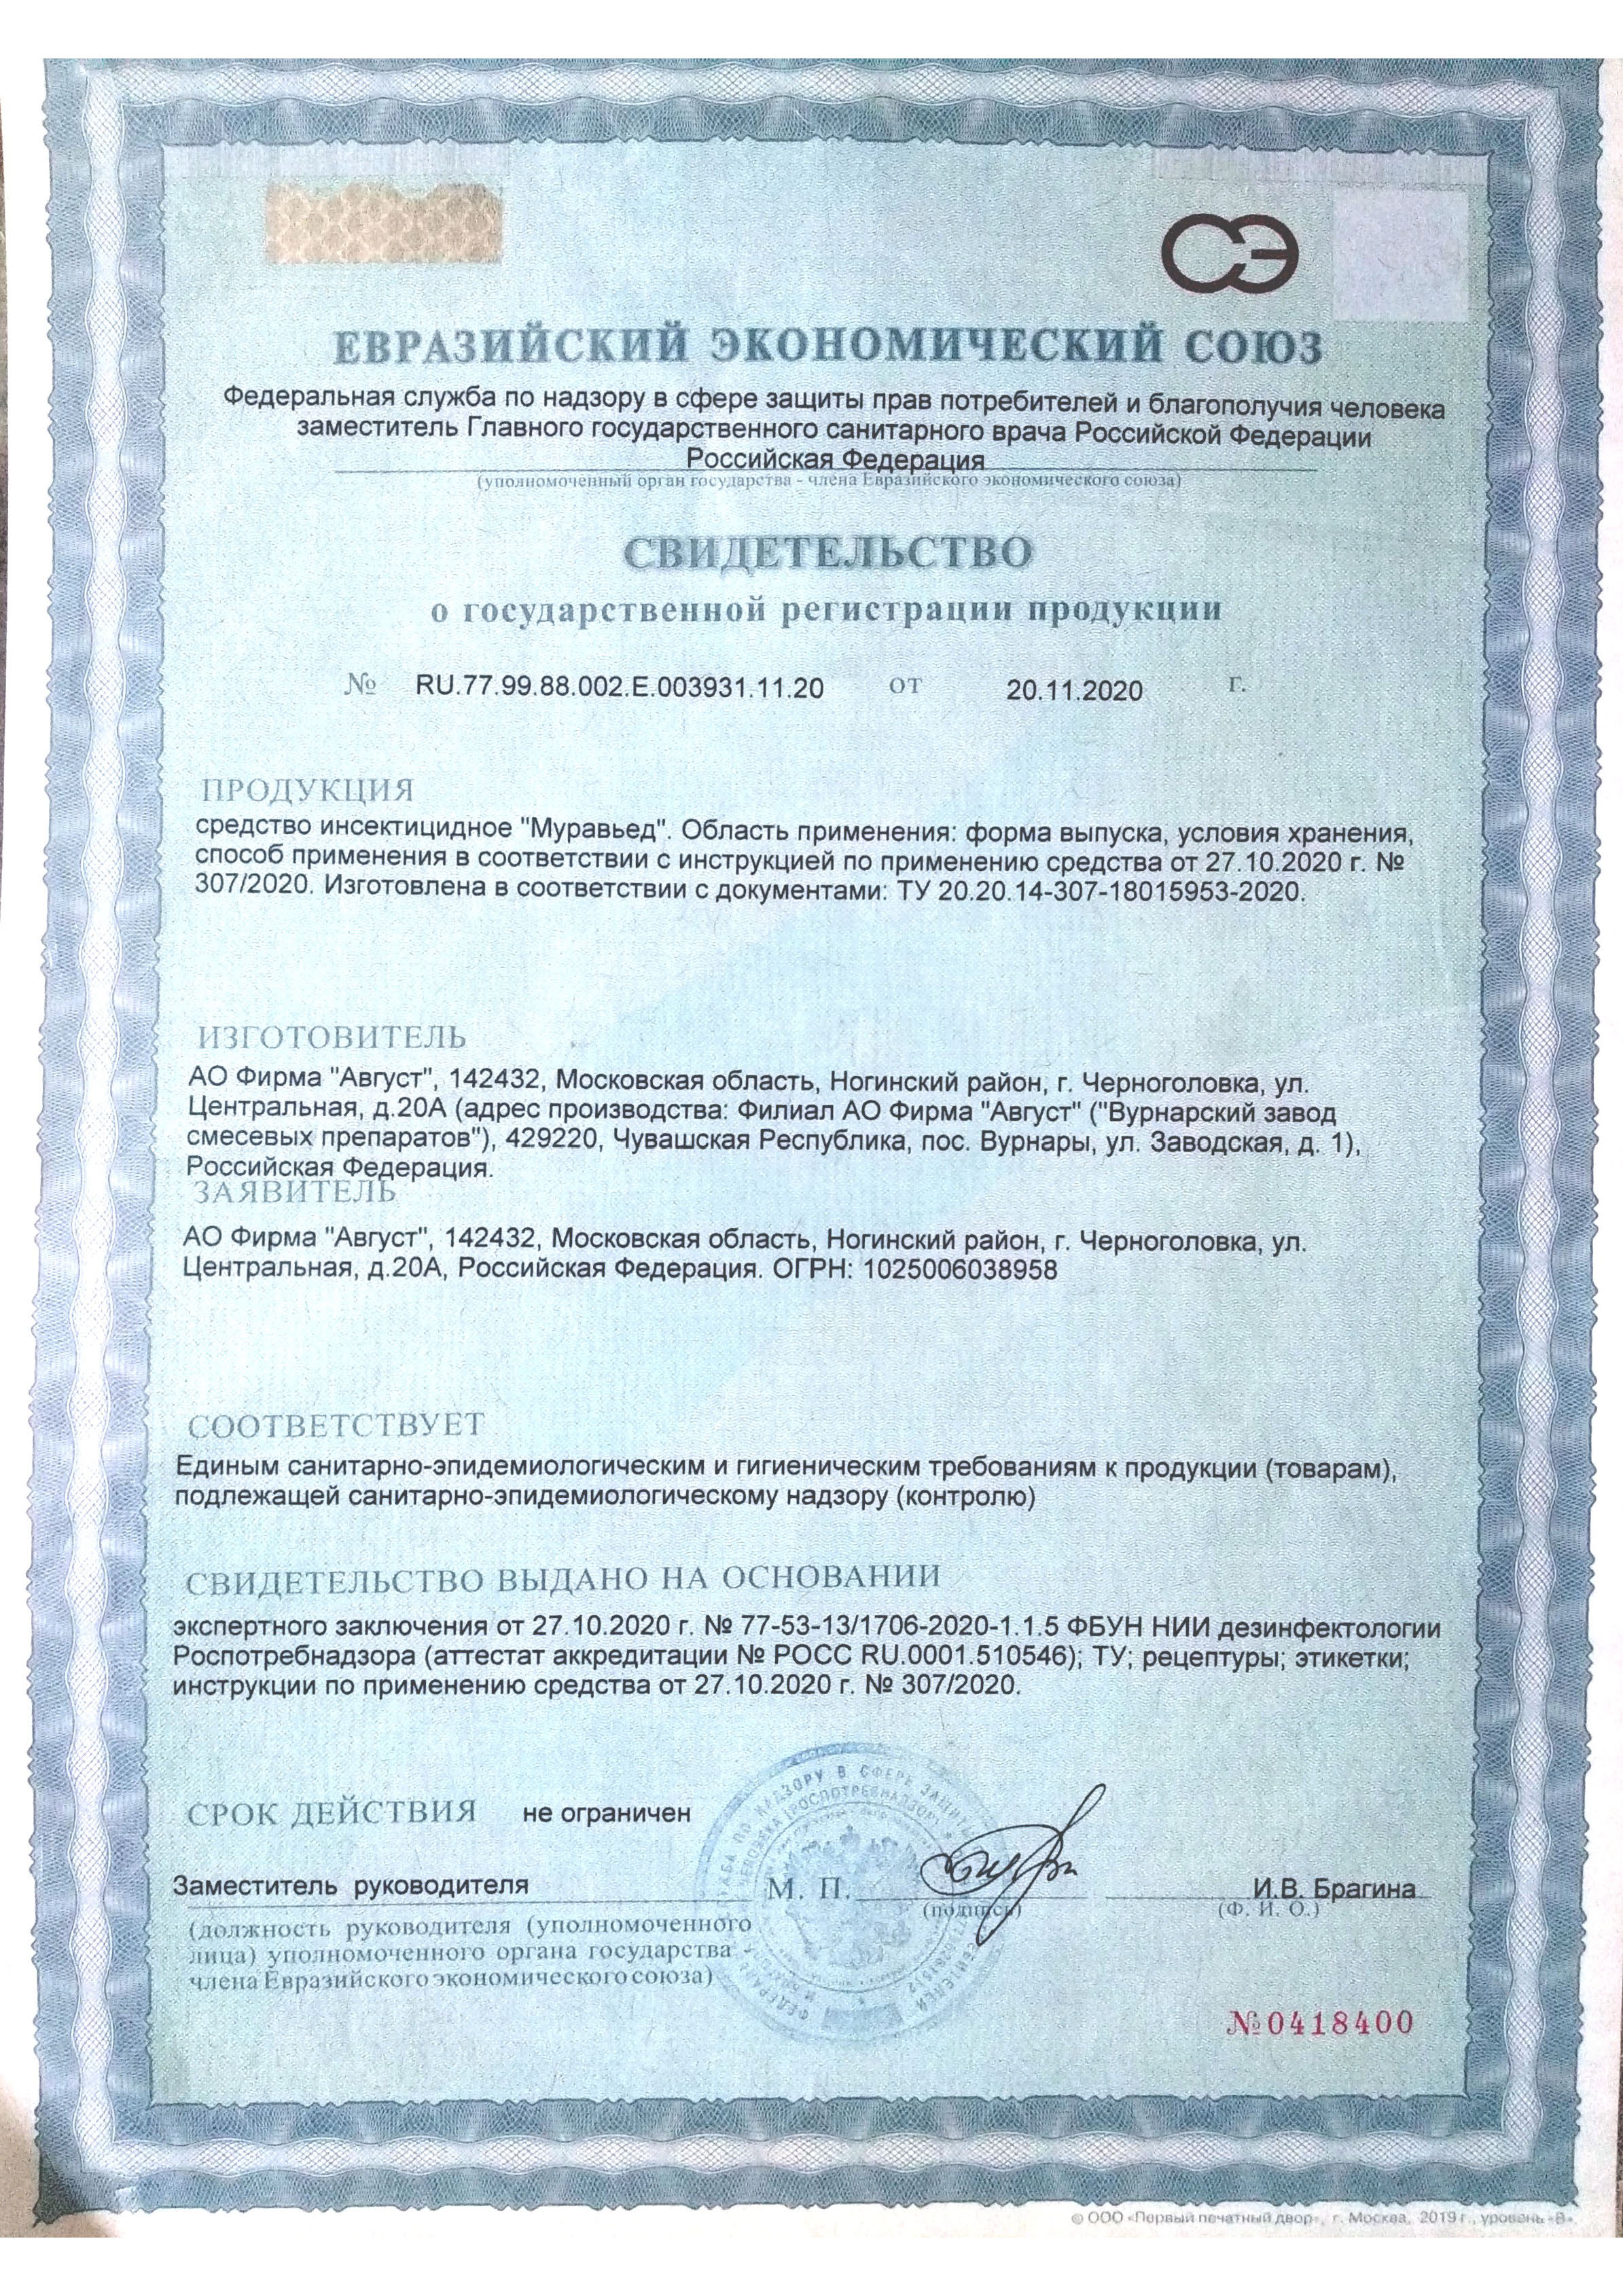 СЭ
ЕВРАЗИЙСКИЙ ЭКОНОМИЧЕСКИЙ СОЮЗ
Федеральная служба по надзору в сфере защиты прав потребителей и благополучия человека
заместитель Главного государственного санитарного врача Российской Федерации
Российская Федерация
(уполномоченный орган государства - члена Евразийского экономического союза)
СВИДЕТЕЛЬСТВО
о государственной регистрации продукции
№ RU.77.99.88.002.Е.003931.11.20 от 20.11.2020 г.
ПРОДУКЦИЯ
средство инсектицидное "Муравьед". Область применения: форма выпуска, условия хранения,
способ применения в соответствии с инструкцией по применению средства от 27.10.2020 г. №
307/2020. Изготовлена в соответствии с документами: ТУ 20.20.14-307-18015953-2020.
ИЗГОТОВИТЕЛЬ
АО Фирма "Август", 142432, Московская область, Ногинский район, г. Черноголовка, ул.
Центральная, д.20А (адрес производства: Филиал АО Фирма "Август" ("Вурнарский завод
смесевых препаратов"), 429220, Чувашская Республика, пос. Вурнары, ул. Заводская, д. 1),
Российская Федерация.
ЗАЯВИТЕЛЬ
АО Фирма "Август", 142432, Московская область, Ногинский район, г. Черноголовка, ул.
Центральная, д.20А, Российская Федерация. ОГРН: 1025006038958
СООТВЕТСТВУЕТ
Единым санитарно-эпидемиологическим и гигиеническим требованиям к продукции (товарам),
подлежащей санитарно-эпидемиологическому надзору (контролю)
СВИДЕТЕЛЬСТВО ВЫДАНО НА ОСНОВАНИИ
экспертного заключения от 27.10.2020 г. № 77-53-13/1706-2020-1.1.5 ФБУН НИИ дезинфектологии
Роспотребнадзора (аттестат аккредитации № РОСС RU.0001.510546); ТУ; рецептуры; этикетки;
инструкции по применению средства от 27.10.2020 г. № 307/2020.
СРОК ДЕЙСТВИЯ не ограничен
Заместитель руководителя М. П. (подпись) И.В. Брагина
(Ф. И. О.)
(должность руководителя (уполномоченного
лица) уполномоченного органа государства -
члена Евразийского экономического союза)
№0418400
© ООО «Первый печатный двор», г. Москва, 2019 г., уровень «В».